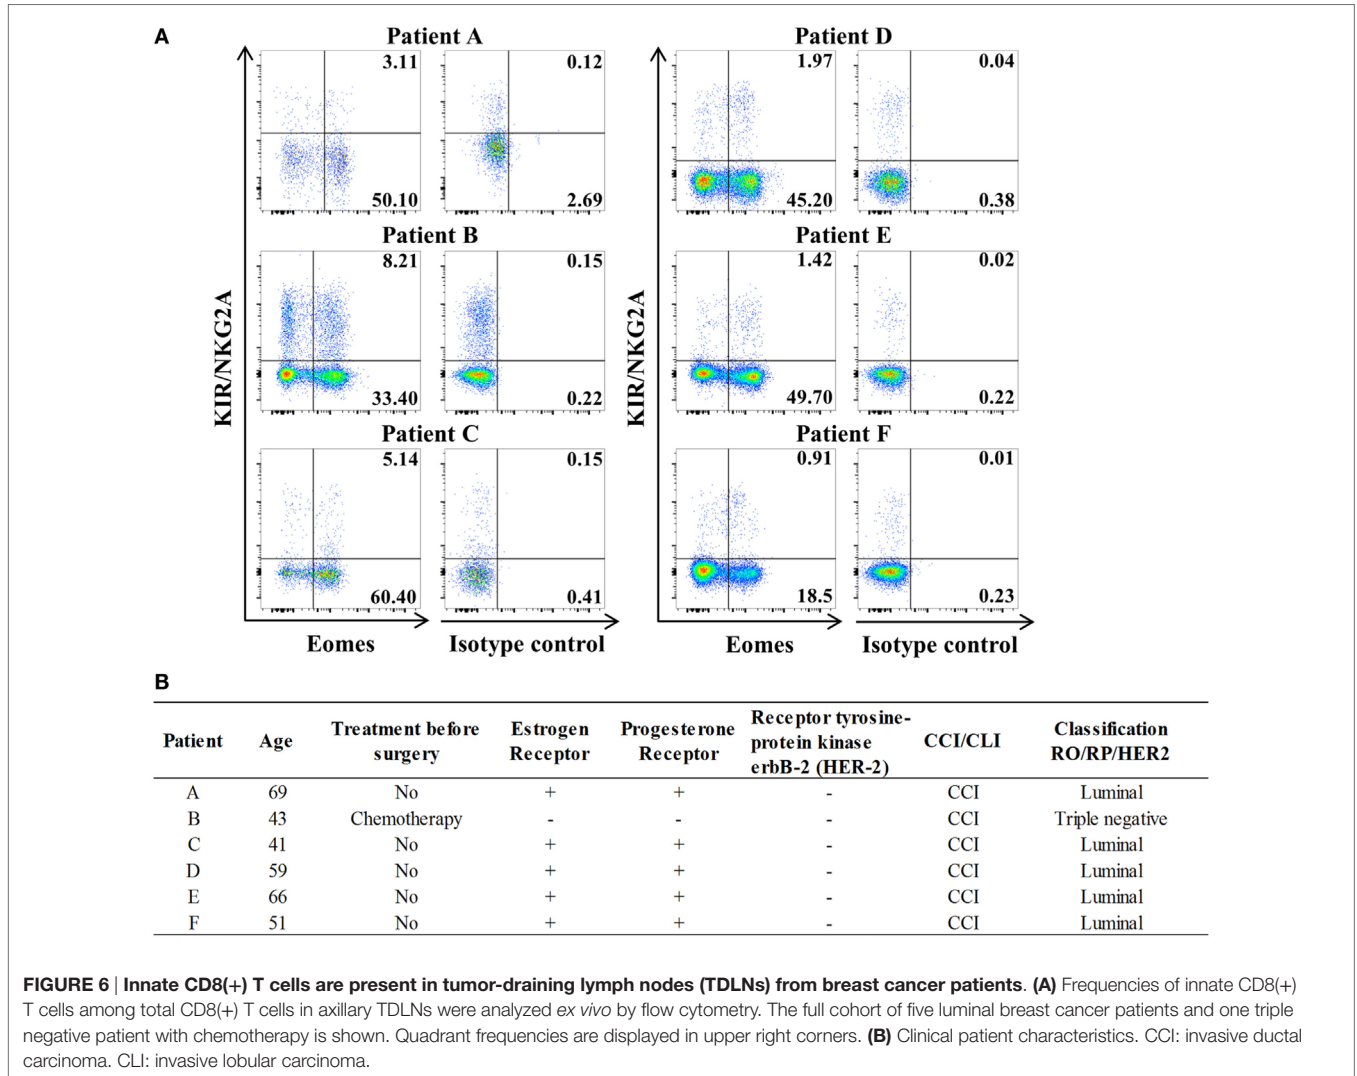 A
Patient A
3.11
50.10
0.12
2.69
Patient B
8.21
33.40
0.15
0.22
Patient C
5.14
60.40
0.15
0.41
KIR/NKG2A
Eomes
Isotype control
Patient D
1.97
45.20
0.04
0.38
Patient E
1.42
49.70
0.02
0.22
Patient F
0.91
18.5
0.01
0.23
KIR/NKG2A
Eomes
Isotype control
B
Patient Age Treatment before surgery Estrogen Receptor Progesterone Receptor Receptor tyrosine-protein kinase erbB-2 (HER-2) CCI/CLI Classification RO/RP/HER2
A 69 No + + - CCI Luminal
B 43 Chemotherapy - - - CCI Triple negative
C 41 No + + - CCI Luminal
D 59 No + + - CCI Luminal
E 66 No + + - CCI Luminal
F 51 No + + - CCI Luminal
FIGURE 6 | Innate CD8(+) T cells are present in tumor-draining lymph nodes (TDLNs) from breast cancer patients. (A) Frequencies of innate CD8(+)
T cells among total CD8(+) T cells in axillary TDLNs were analyzed ex vivo by flow cytometry. The full cohort of five luminal breast cancer patients and one triple
negative patient with chemotherapy is shown. Quadrant frequencies are displayed in upper right corners. (B) Clinical patient characteristics. CCI: invasive ductal
carcinoma. CLI: invasive lobular carcinoma.